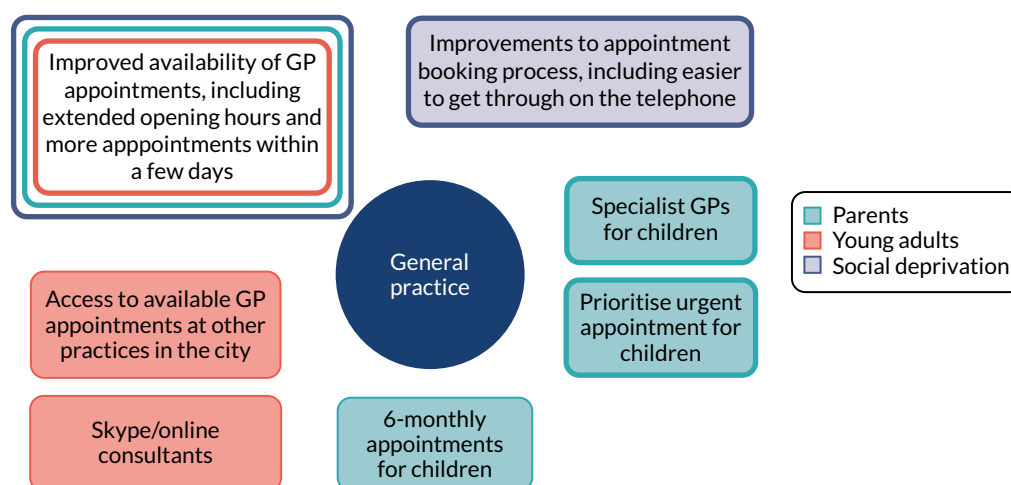 Improved availability of GP
appointments, including
extended opening hours and
more apppointments within
a few days
Improvements to appointment
booking process, including easier
to get through on the telephone
General
practice
Specialist GPs
for children
Prioritise urgent
appointment for
children
Parents
Young adults
Social deprivation
Access to available GP
appointments at other
practices in the city
Skype/online
consultants
6-monthly
appointments
for children